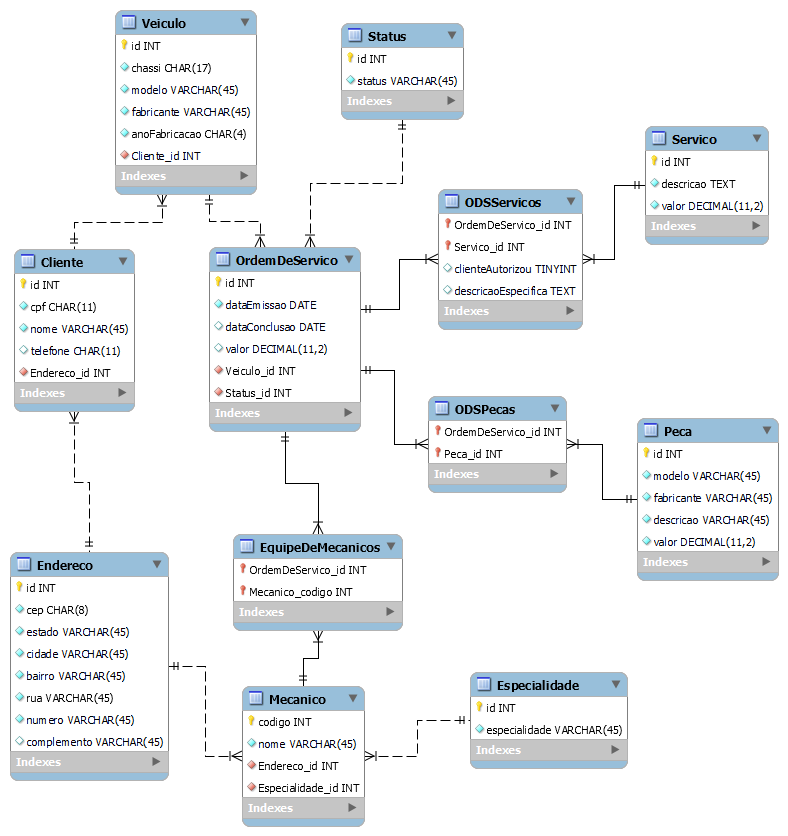 Veiculo
id INT
chassi CHAR(17)
modelo VARCHAR(45)
fabricante VARCHAR(45)
anoFabricacao CHAR(4)
Cliente_id INT
Indexes
Status
id INT
status VARCHAR(45)
Indexes
Servico
id INT
descricao TEXT
valor DECIMAL(11,2)
Indexes
ODSServicos
OrdemDeServico_id INT
Servico_id INT
clienteAutorizou TINYINT
descricaoEspecifica TEXT
Indexes
Cliente
id INT
cpf CHAR(11)
nome VARCHAR(45)
telefone CHAR(11)
Endereco_id INT
Indexes
OrdemDeServico
id INT
dataEmissao DATE
dataConclusao DATE
valor DECIMAL(11,2)
Veiculo_id INT
Status_id INT
Indexes
ODSPecas
OrdemDeServico_id INT
Peca_id INT
Indexes
Peca
id INT
modelo VARCHAR(45)
fabricante VARCHAR(45)
descricao VARCHAR(45)
valor DECIMAL(11,2)
Indexes
EquipeDeMecanicos
OrdemDeServico_id INT
Mecanico_codigo INT
Indexes
Endereco
id INT
cep CHAR(8)
estado VARCHAR(45)
cidade VARCHAR(45)
bairro VARCHAR(45)
rua VARCHAR(45)
numero VARCHAR(45)
complemento VARCHAR(45)
Indexes
Mecanico
codigo INT
nome VARCHAR(45)
Endereco_id INT
Especialidade_id INT
Indexes
Especialidade
id INT
especialidade VARCHAR(45)
Indexes